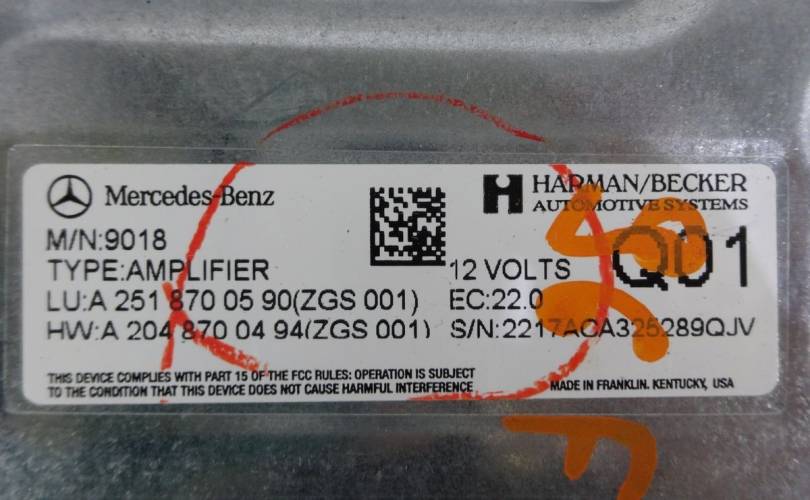 Mercedes-Benz
HARMAN/BECKER
AUTOMOTIVE SYSTEMS
M/N:9018
Q01
TYPE:AMPLIFIER
12 VOLTS
LU:A 251 870 05 90(ZGS 001)
EC:22.0
HW:A 204 870 04 94(ZGS 001)
S/N:2217ACA325289QJV
THIS DEVICE COMPLIES WITH PART 15 OF THE FCC RULES: OPERATION IS SUBJECT
TO THE CONDITION THAT THIS DEVICE DOES NOT CAUSE HARMFUL INTERFERENCE
MADE IN FRANKLIN. KENTUCKY, USA